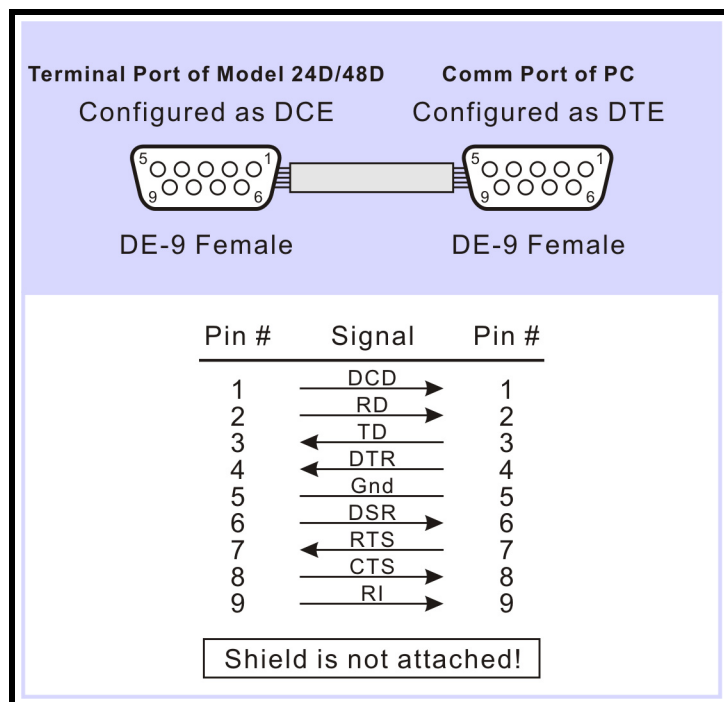 Terminal Port of Model 24D/48D Comm Port of PC
Configured as DCE Configured as DTE
5 1 5 1
9 6 9 6
DE-9 Female DE-9 Female
Pin # Signal Pin #
1 DCD 1
2 RD 2
3 TD 3
4 DTR 4
5 Gnd 5
6 DSR 6
7 RTS 7
8 CTS 8
9 RI 9
Shield is not attached!